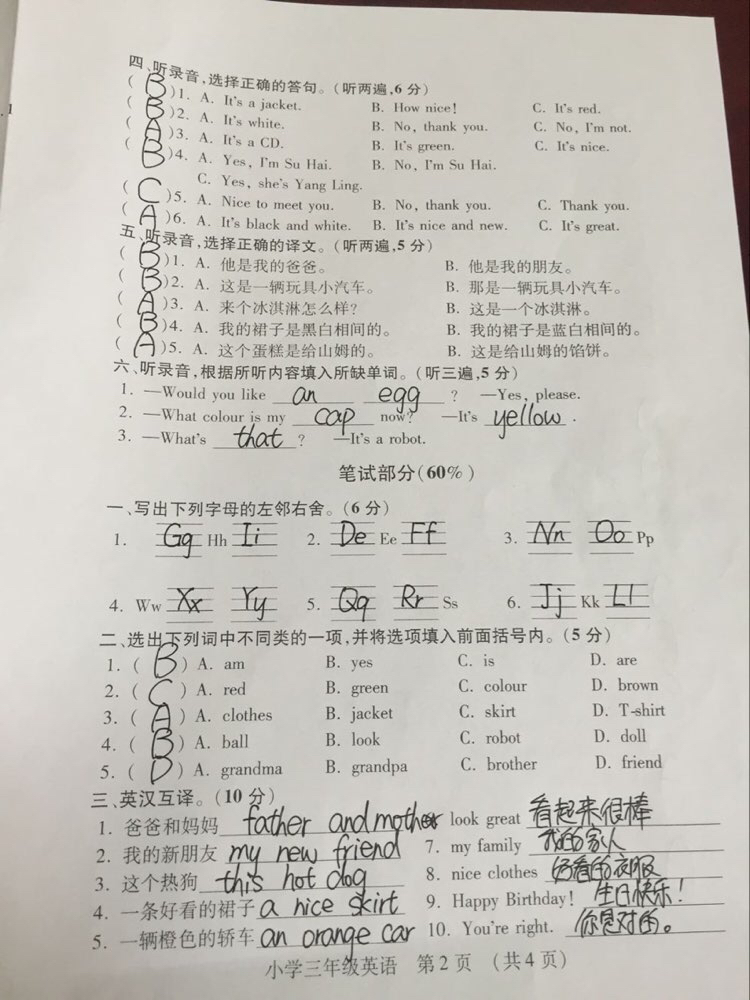 四、听录音,选择正确的答句。(听两遍,6分)
( B )1. A. It's a jacket. B. How nice! C. It's red.
( B )2. A. It's white. B. No, thank you. C. No, I'm not.
( A )3. A. It's a CD. B. It's green. C. It's nice.
( B )4. A. Yes, I'm Su Hai. B. No, I'm Su Hai.
C. Yes, she's Yang Ling.
( C )5. A. Nice to meet you. B. No, thank you. C. Thank you.
( A )6. A. It's black and white. B. It's nice and new. C. It's great.
五、听录音,选择正确的译文。(听两遍,5分)
( B )1. A. 他是我的爸爸。 B. 他是我的朋友。
( B )2. A. 这是一辆玩具小汽车。 B. 那是一辆玩具小汽车。
( A )3. A. 来个冰淇淋怎么样? B. 这是一个冰淇淋。
( B )4. A. 我的裙子是黑白相间的。 B. 我的裙子是蓝白相间的。
( A )5. A. 这个蛋糕是给山姆的。 B. 这是给山姆的馅饼。
六、听录音,根据所听内容填入所缺单词。(听三遍,5分)
1. —Would you like an egg ? —Yes, please.
2. —What colour is my cap now? —It's yellow .
3. —What's that ? —It's a robot.
笔试部分(60%)
一、写出下列字母的左邻右舍。(6分)
1. Gg Hh Ii 2. De Ee Ff 3. Nn Oo Pp
4. Ww Xx Yy 5. Qq Rr Ss 6. Jj Kk Ll
二、选出下列词中不同类的一项,并将选项填入前面括号内。(5分)
1. ( B ) A. am B. yes C. is D. are
2. ( C ) A. red B. green C. colour D. brown
3. ( A ) A. clothes B. jacket C. skirt D. T-shirt
4. ( B ) A. ball B. look C. robot D. doll
5. ( D ) A. grandma B. grandpa C. brother D. friend
三、英汉互译。(10分)
1. 爸爸和妈妈 father and mother look great 看起来很棒
2. 我的新朋友 my new friend 7. my family 我的家人
3. 这个热狗 this hot dog 8. nice clothes 好看的衣服
4. 一条好看的裙子 a nice skirt 9. Happy Birthday! 生日快乐!
5. 一辆橙色的轿车 an orange car 10. You're right. 你是对的。
小学三年级英语 第2页 (共4页)